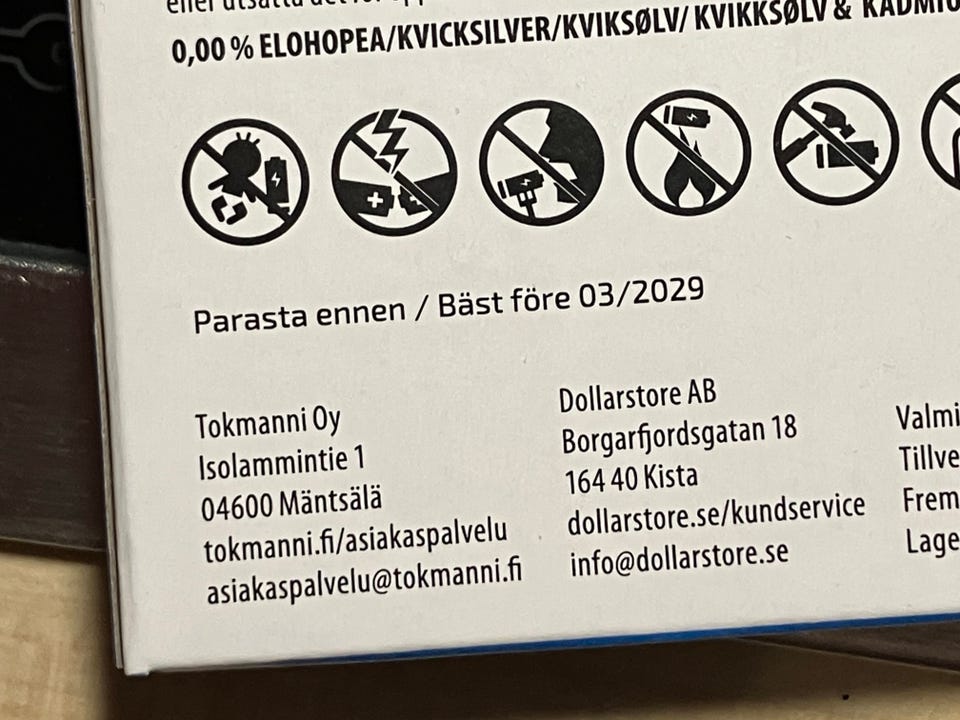 0,00 % ELOHOPEA/KVICKSILVER/KVIKSØLV/ KVIKKSØLV &
Parasta ennen / Bäst före 03/2029
Tokmanni Oy
Isolammintie 1
04600 Mäntsälä
tokmanni.fi/asiakaspalvelu
asiakaspalvelu@tokmanni.fi
Dollarstore AB
Borgarfjordsgatan 18
164 40 Kista
dollarstore.se/kundservice
info@dollarstore.se